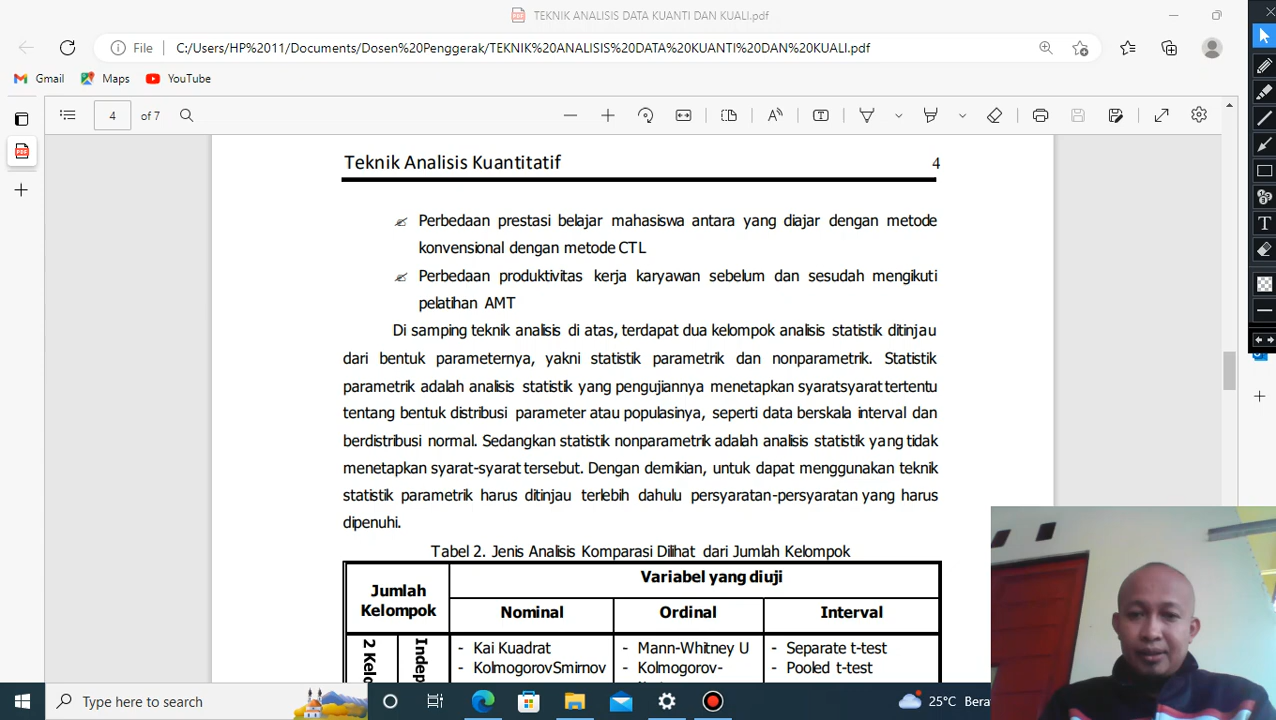 TEKNIK ANALISIS DATA KUANTI DAN KUALI.pdf
File C:/Users/HP%2011/Documents/Dosen%20Penggerak/TEKNIK%20ANALISIS%20DATA%20KUANTI%20DAN%20KUALI.pdf
Gmail Maps YouTube
4 of 7
Teknik Analisis Kuantitatif 4
Perbedaan prestasi belajar mahasiswa antara yang diajar dengan metode
konvensional dengan metode CTL
Perbedaan produktivitas kerja karyawan sebelum dan susudah mengikuti
pelatihan AMT
Di samping teknik analisis di atas, terdapat dua kelompok analisis statistik ditinjau
dari bentuk parameternya, yakni statistik parametrik dan nonparametrik. Statistik
parametrik adalah analisis statistik yang pengujiannya menetapkan syaratsyarat tertentu
tentang bentuk distribusi parameter atau populasinya, seperti data berskala interval dan
berdistribusi normal. Sedangkan statistik nonparametrik adalah analisis statistik yang tidak
menetapkan syarat-syarat tersebut. Dengan demikian, untuk dapat menggunakan teknik
statistik parametrik harus ditinjau terlebih dahulu persyaratan-persyaratan yang harus
dipenuhi.
Tabel 2. Jenis Analisis Komparasi Dilihat dari Jumlah Kelompok
Jumlah
Kelompok
Variabel yang diuji
Nominal Ordinal Interval
2 Kelo
Indep
- Kai Kuadrat - Mann-Whitney U - Separate t-test
- KolmogorovSmirnov - Kolmogorov- - Pooled t-test
Type here to search
25°C Bera